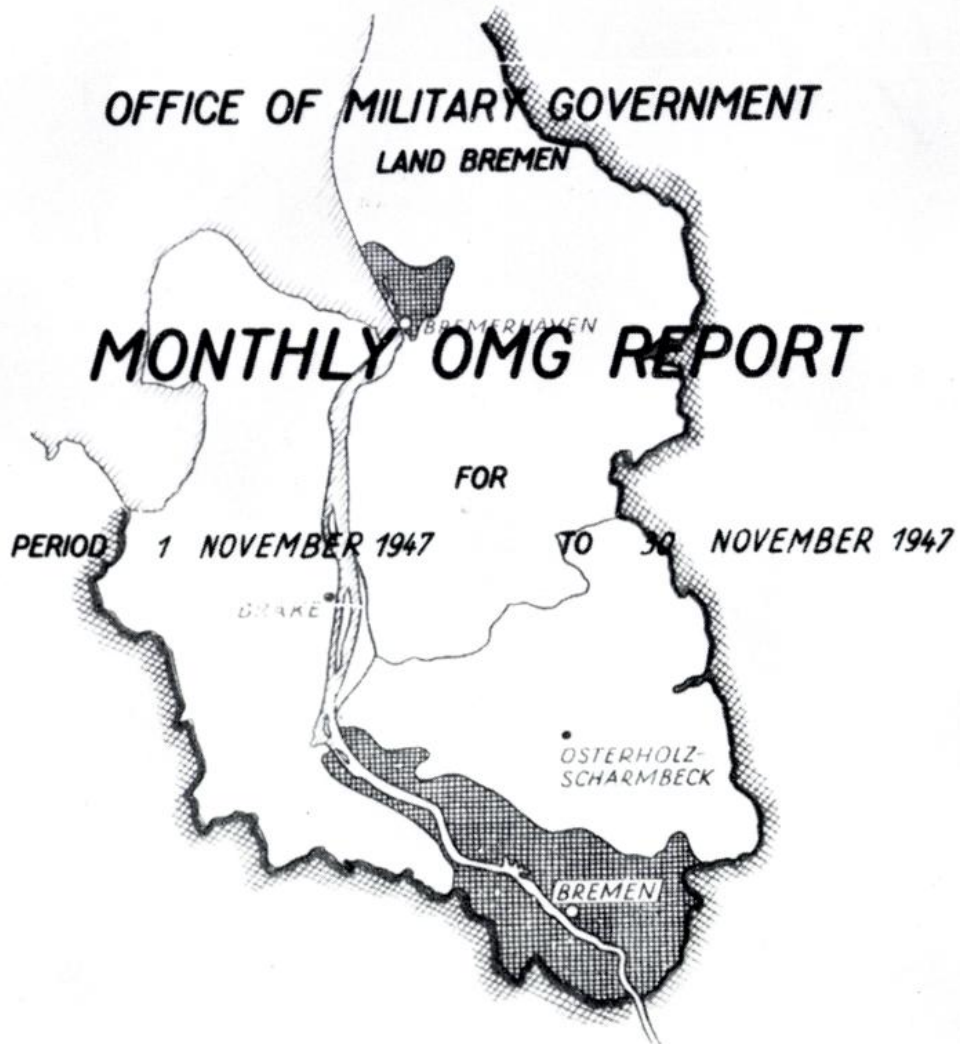 OFFICE OF MILITARY GOVERNMENT
LAND BREMEN
BREMERHAVEN
MONTHLY OMG REPORT
FOR
PERIOD 1 NOVEMBER 1947 TO 30 NOVEMBER 1947
BRAKE
OSTERHOLZ-
SCHARMBECK
BREMEN